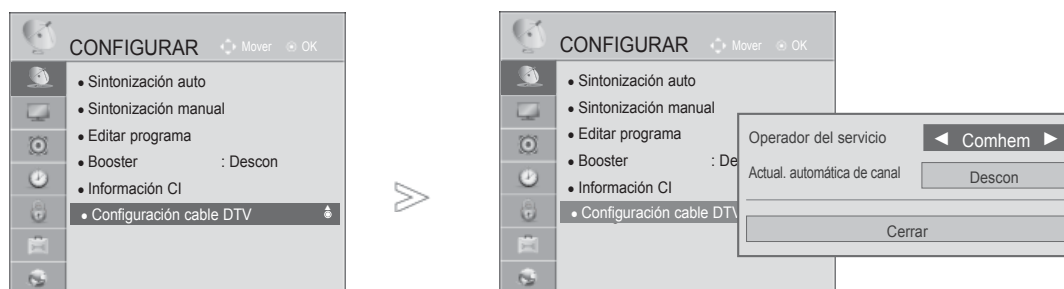 CONFIGURAR Mover OK
• Sintonización auto
• Sintonización manual
• Editar programa
• Booster : Descon
• Información CI
• Configuración cable DTV
CONFIGURAR Mover OK
• Sintonización auto
• Sintonización manual
• Editar programa
• Booster : De
• Información CI
• Configuración cable DTV
Operador del servicio ◀ Comhem ▶
Actual. automática de canal Descon
Cerrar